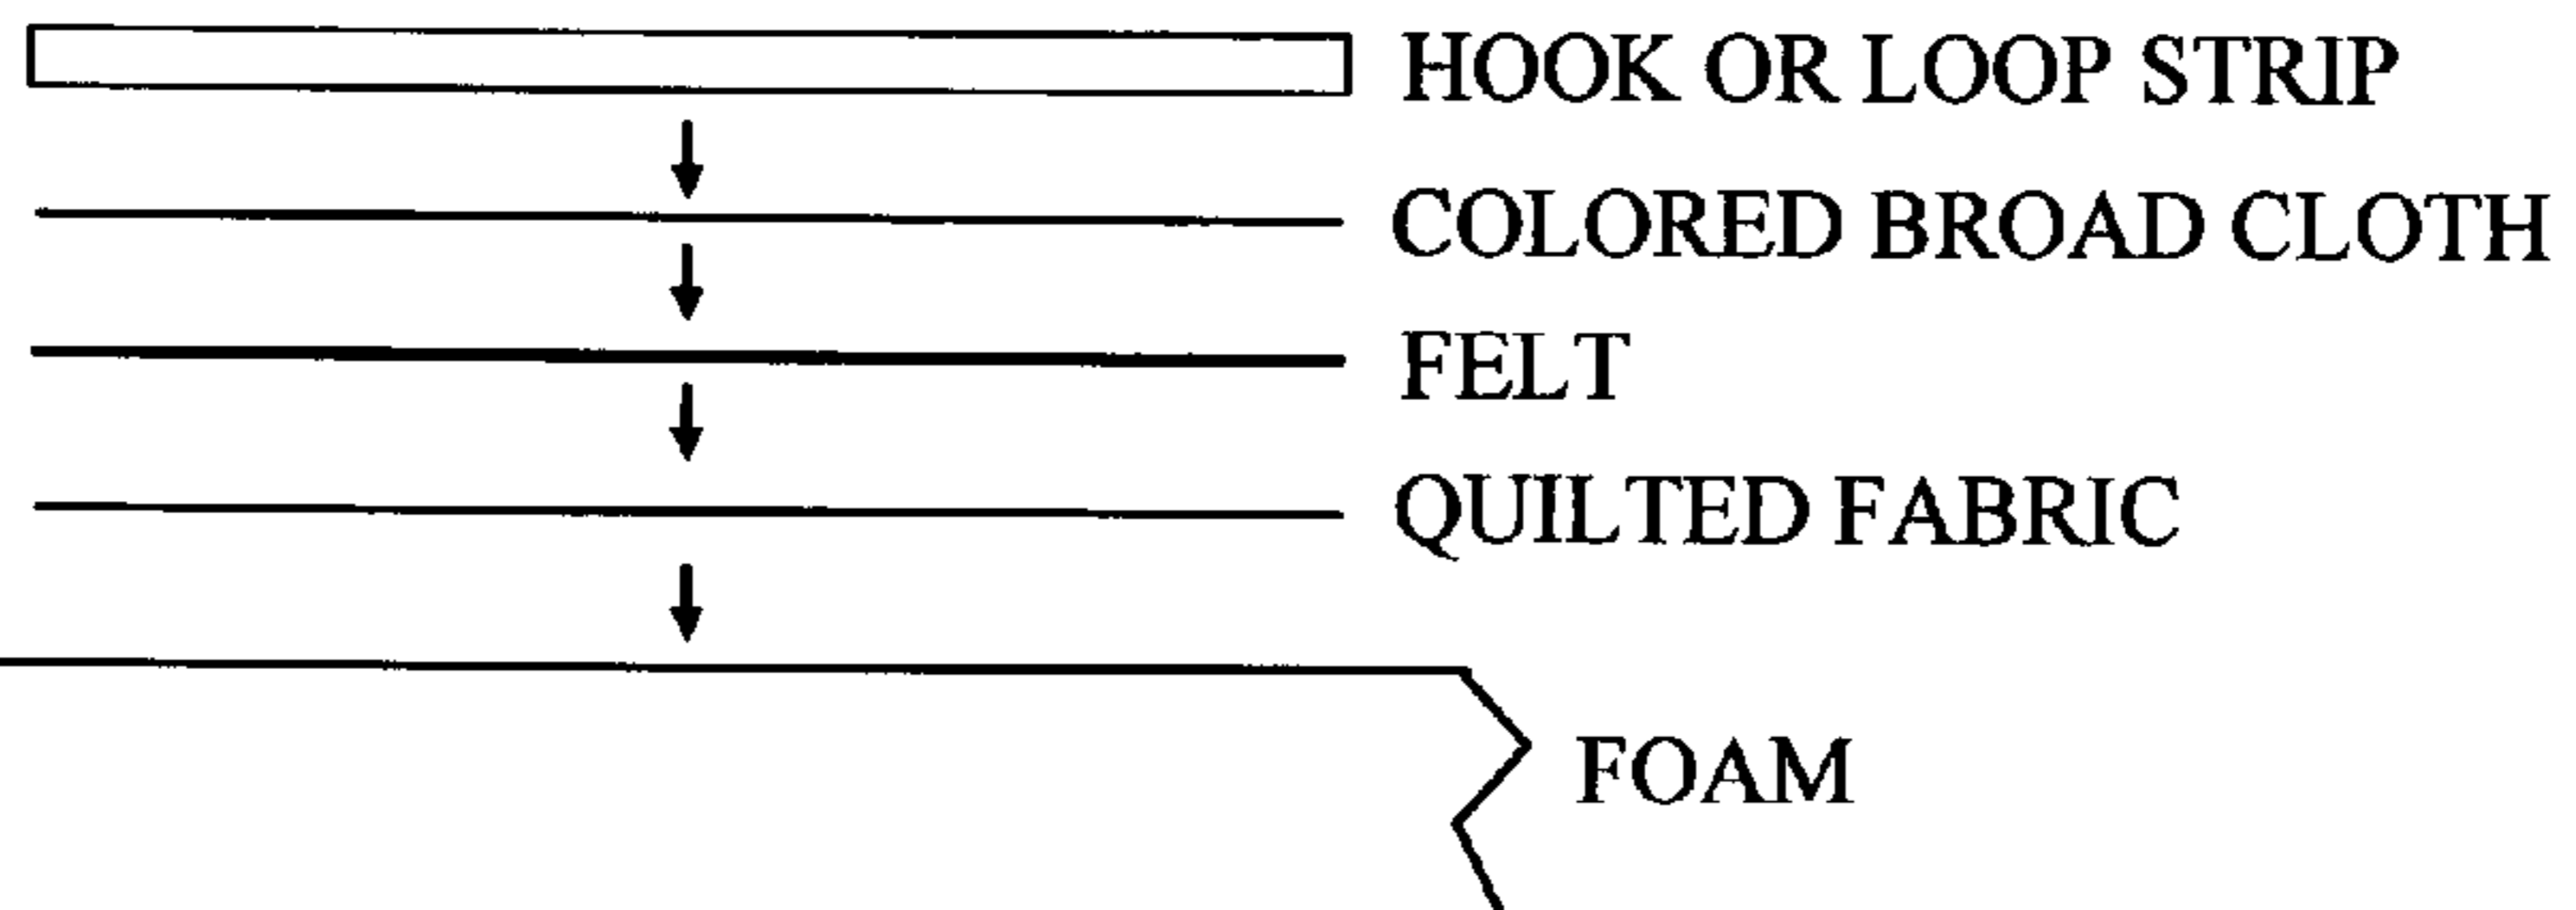 HOOK OR LOOP STRIP
COLORED BROAD CLOTH
FELT
QUILTED FABRIC
FOAM